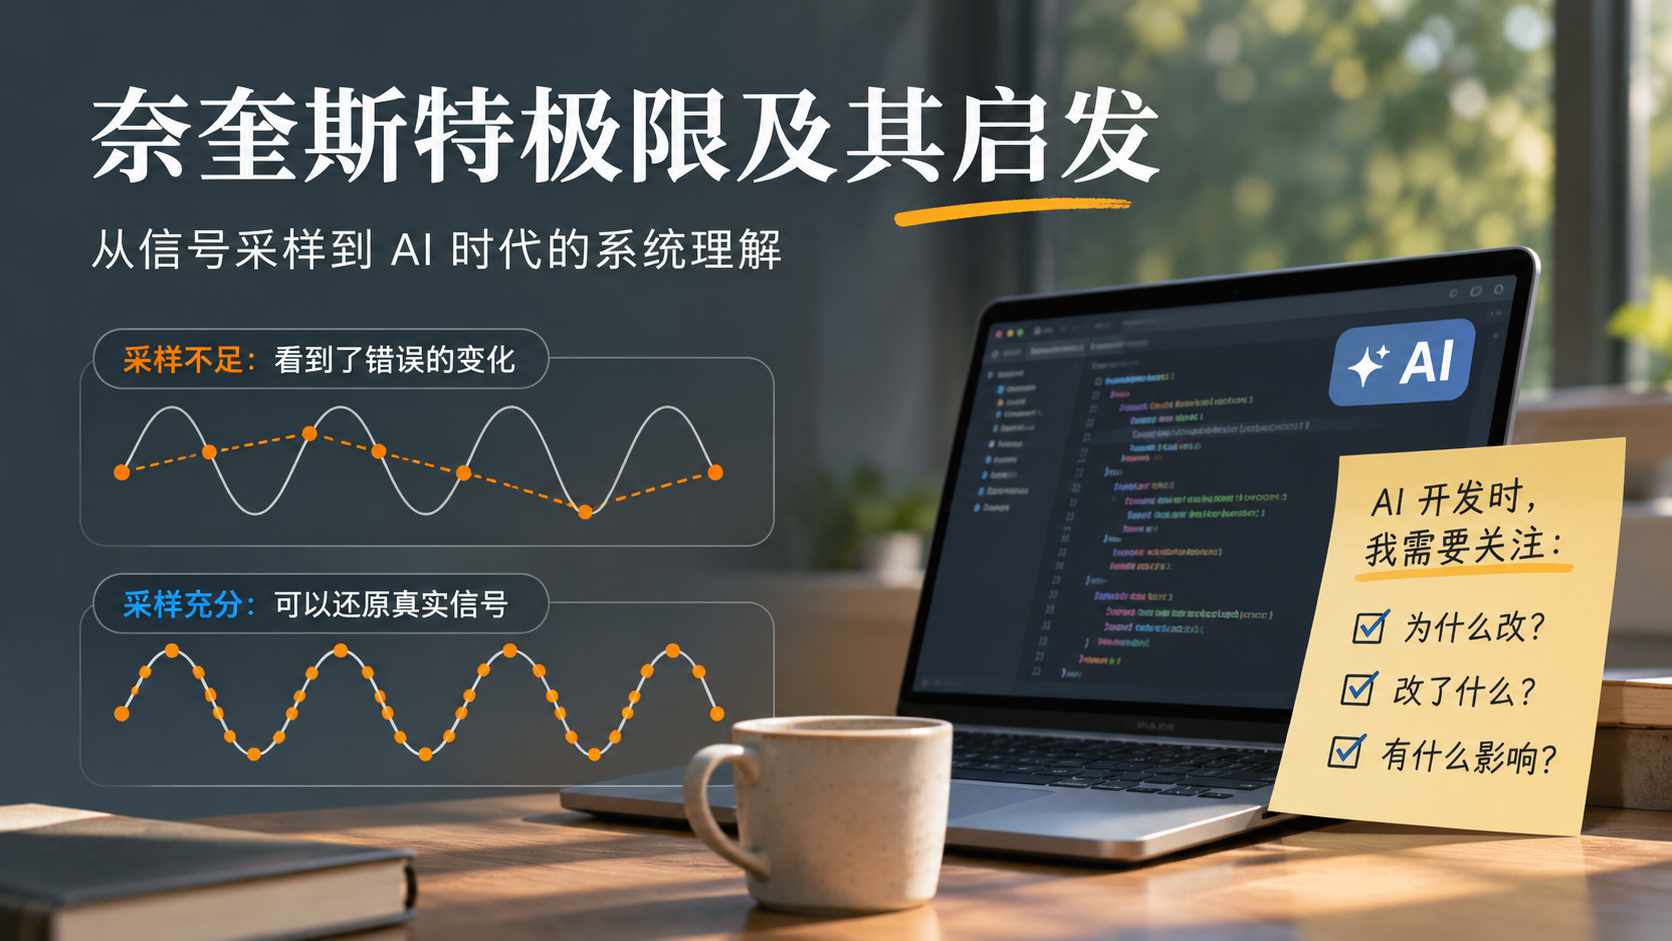 奈奎斯特极限及其启发
从信号采样到 AI 时代的系统理解
采样不足：看到了错误的变化
采样充分：可以还原真实信号
AI
AI 开发时，
我需要关注：
为什么改？
改了什么？
有什么影响？